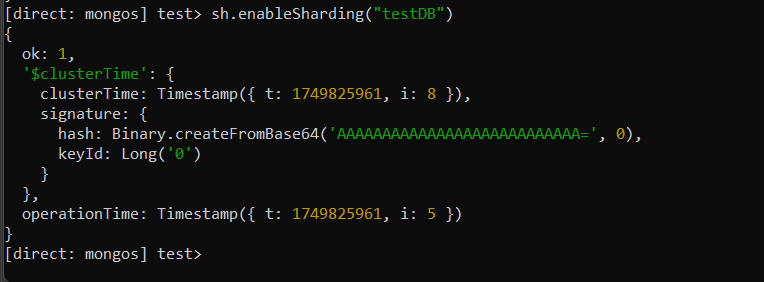 [direct: mongos] test> sh.enableSharding("testDB")
{
  ok: 1,
  '$clusterTime': {
    clusterTime: Timestamp({ t: 1749825961, i: 8 }),
    signature: {
      hash: Binary.createFromBase64('AAAAAAAAAAAAAAAAAAAAAAAAAAA=', 0),
      keyId: Long('0')
    }
  },
  operationTime: Timestamp({ t: 1749825961, i: 5 })
}
[direct: mongos] test>